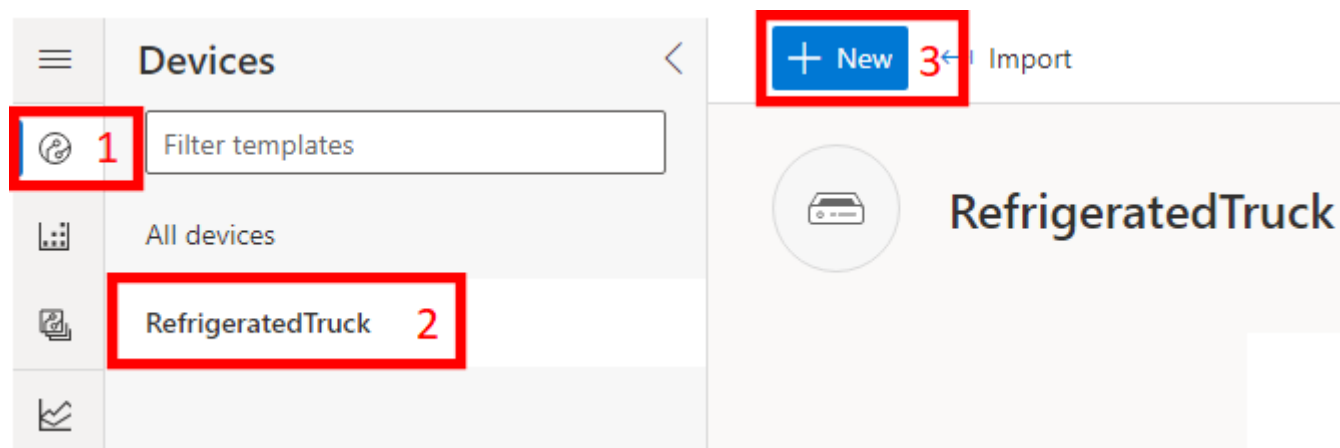 Devices
+ New 3 Import
1 Filter templates
All devices
RefrigeratedTruck 2
RefrigeratedTruck